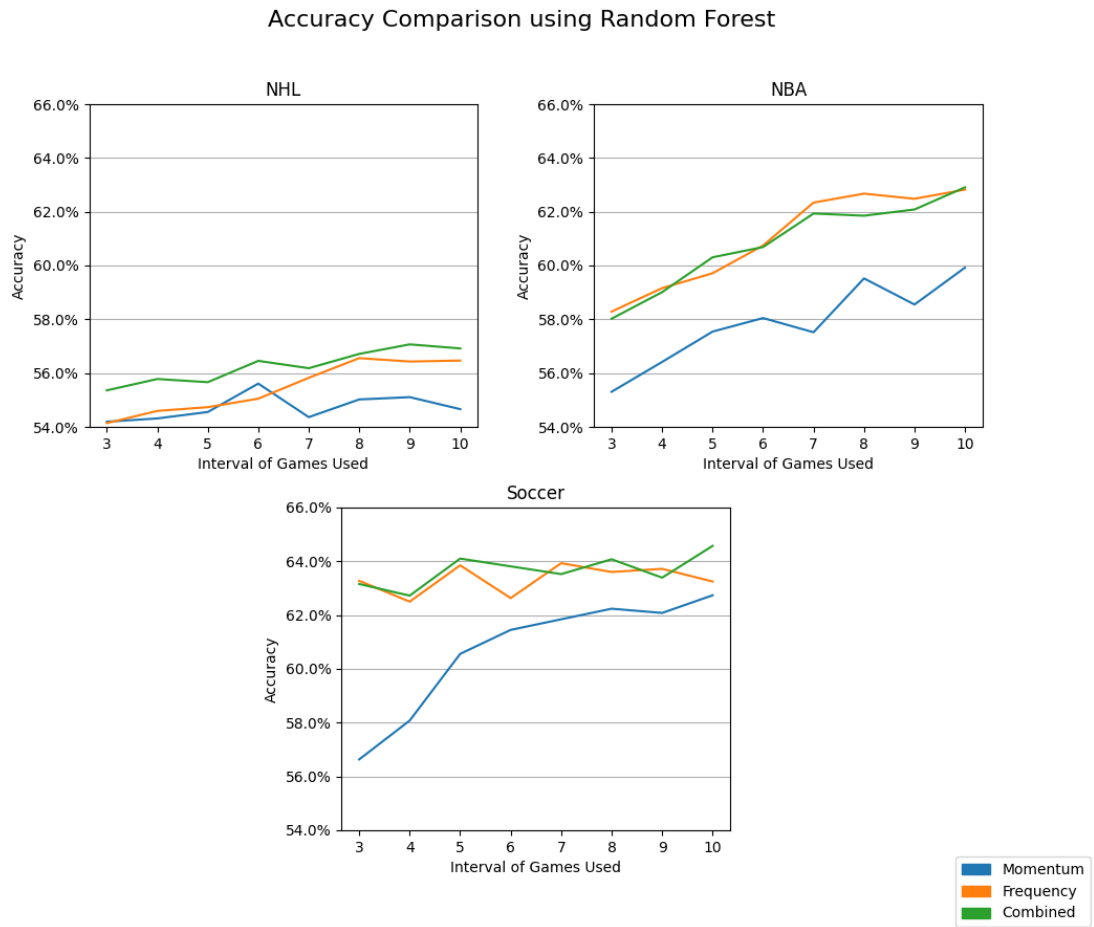 Accuracy Comparison using Random Forest
NHL
66.0%
64.0%
62.0%
60.0%
58.0%
56.0%
54.0%
Accuracy
3 4 5 6 7 8 9 10
Interval of Games Used
NBA
66.0%
64.0%
62.0%
60.0%
58.0%
56.0%
54.0%
Accuracy
3 4 5 6 7 8 9 10
Interval of Games Used
Soccer
66.0%
64.0%
62.0%
60.0%
58.0%
56.0%
54.0%
Accuracy
3 4 5 6 7 8 9 10
Interval of Games Used
Momentum
Frequency
Combined